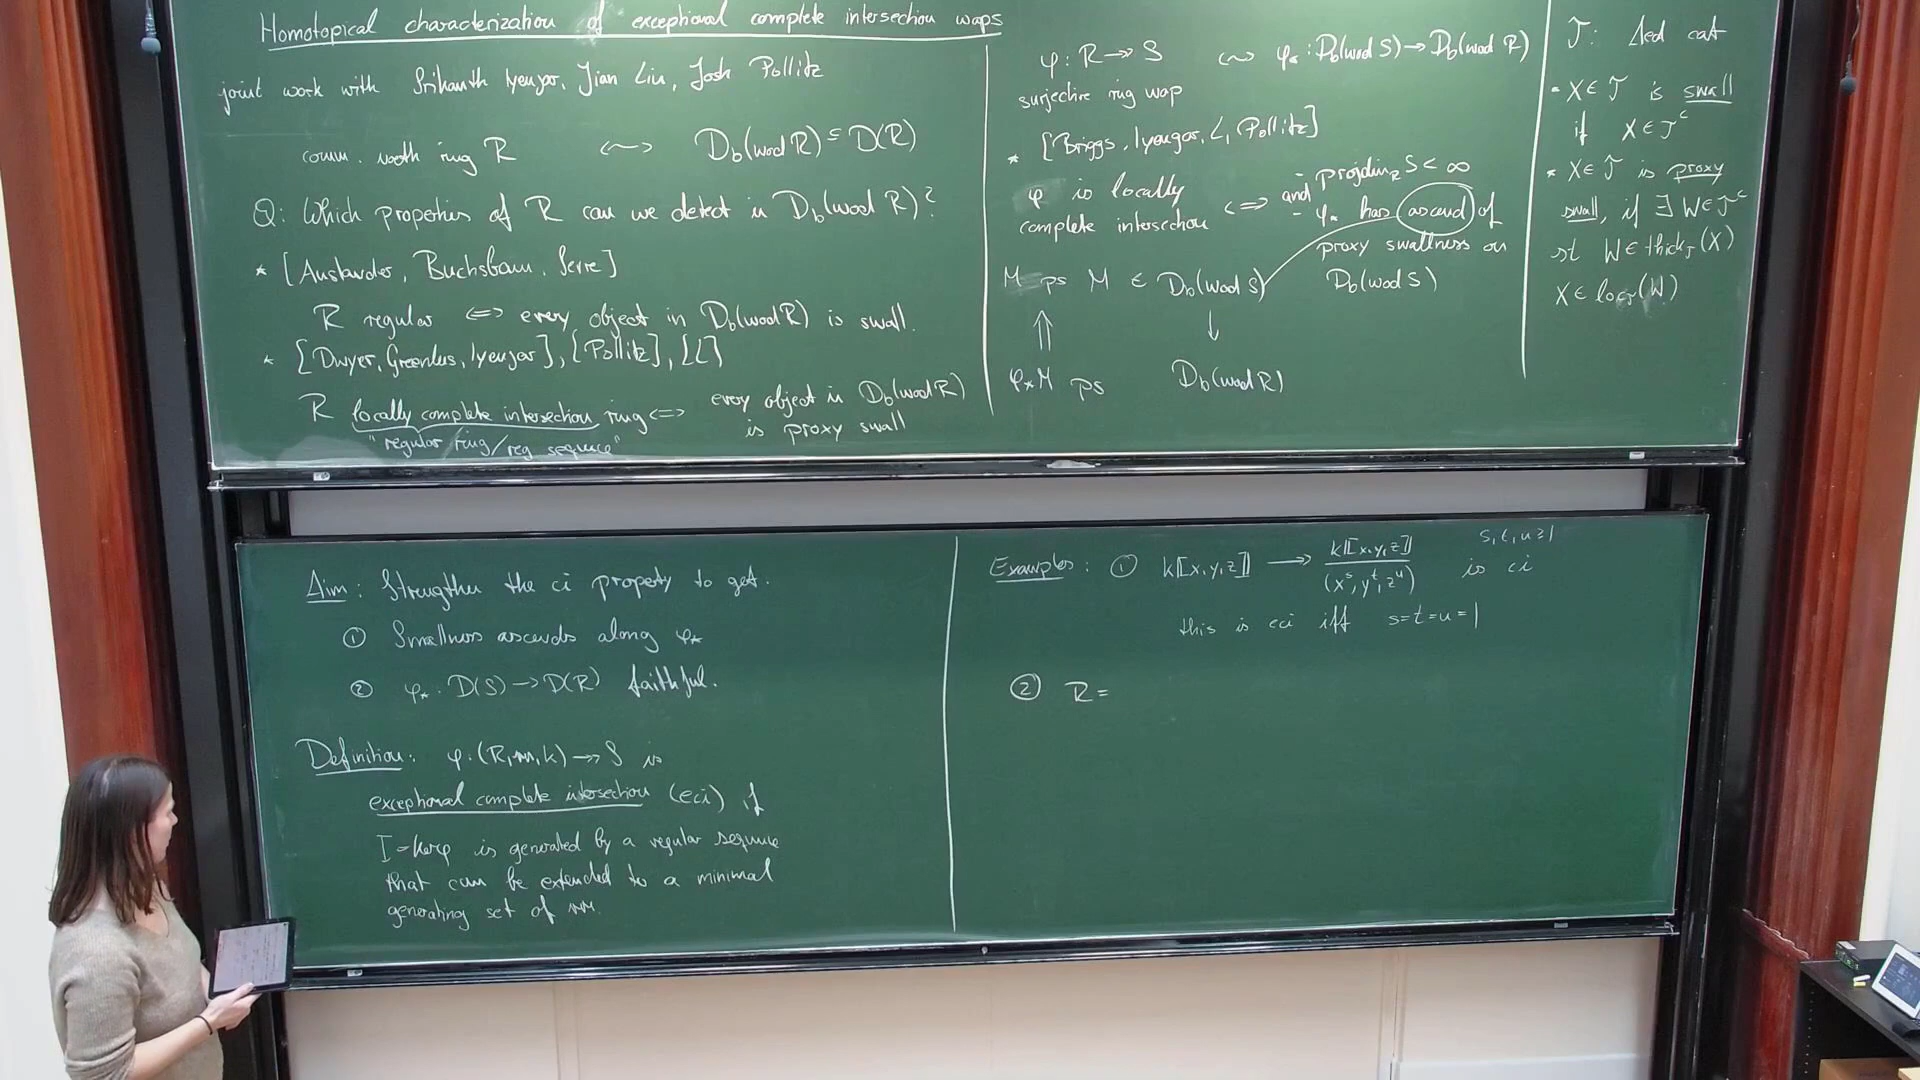 Homotopical characterization of exceptional complete intersection maps
joint work with Srikanth Iyengar, Jian Liu, Josh Pollitz
comm. noeth ring R ⟷ D_b(mod R) ⊆ D(R)
Q: Which properties of R can we detect in D_b(mod R)?
* [Auslander, Buchsbaum, Serre]
R regular ⟺ every object in D_b(mod R) is small.
* [Dwyer, Greenlees, Iyengar], [Pollitz], [L]
R locally complete intersection ring ⟺ every object in D_b(mod R) is proxy small
"regular ring/reg sequence"
φ: R ↠ S ⇝ φ_* : D_b(mod S) → D_b(mod R)
surjective ring map
* [Briggs, Iyengar, L, Pollitz]
φ is locally complete intersection ⟺
- projdim_R S < ∞
and
- φ_* has ascend of
proxy smallness on
D_b(mod S)
M ps M ∈ D_b(mod S)
⇑ ↓
φ_* M ps D_b(mod R)
T: Δed cat
* X ∈ T is small
if X ∈ T^c
* X ∈ T is proxy
small, if ∃ W ∈ T^c
st W ∈ thick_T(X)
X ∈ loc_T(W)
Aim: Strengthen the ci property to get.
① Smallness ascends along φ_*
② φ_* : D(S) → D(R) faithful.
Definition: φ: (R, m, k) ↠ S is
exceptional complete intersection (eci) if
I = ker φ is generated by a regular sequence
that can be extended to a minimal
generating set of m.
Examples: ① k[[x,y,z]] → k[[x,y,z]] / (x^s, y^t, z^u) is ci s,t,u ≥ 1
this is eci iff s=t=u=1
② R =